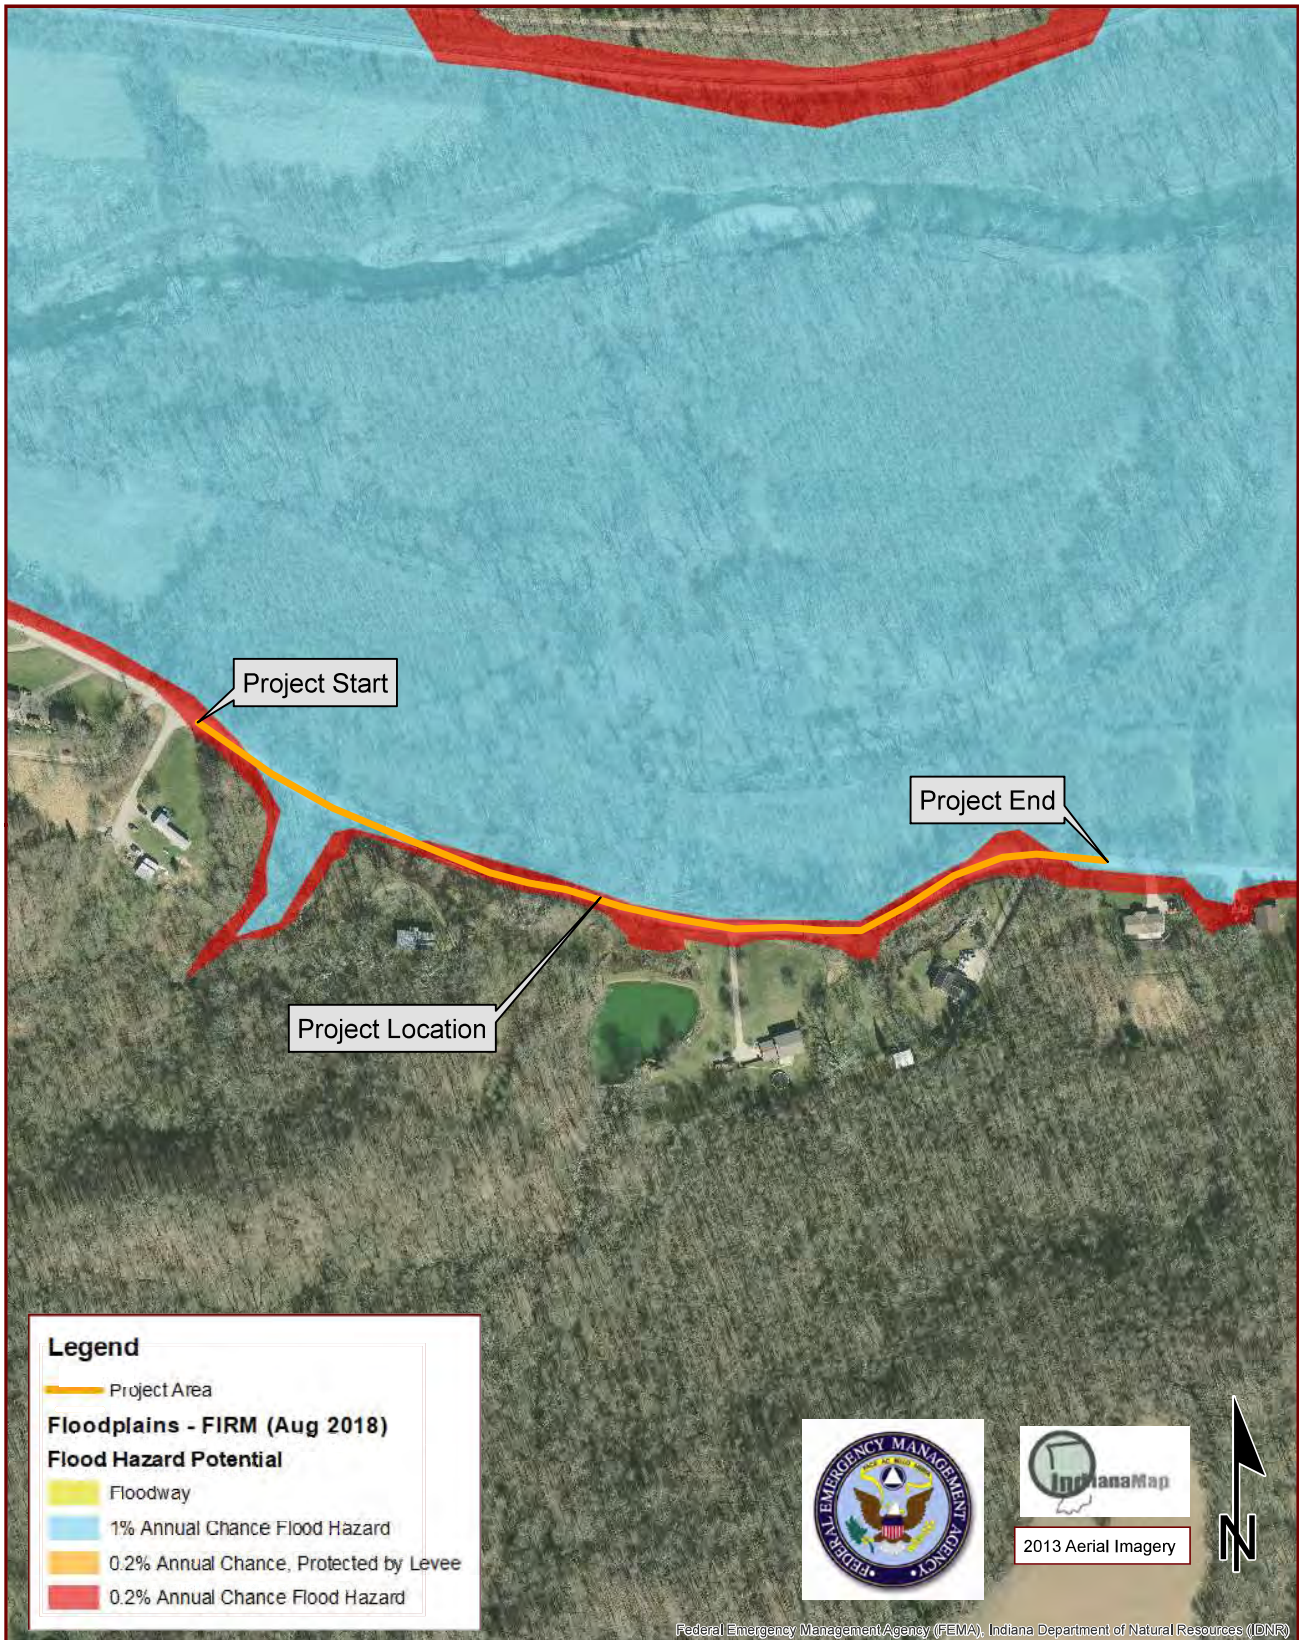 Project Start
Project End
Project Location
Legend
Project Area
Floodplains - FIRM (Aug 2018)
Flood Hazard Potential
Floodway
1% Annual Chance Flood Hazard
0.2% Annual Chance, Protected by Levee
0.2% Annual Chance Flood Hazard
FEDERAL EMERGENCY MANAGEMENT AGENCY
IndianaMap
2013 Aerial Imagery
N
Federal Emergency Management Agency (FEMA), Indiana Department of Natural Resources (IDNR)